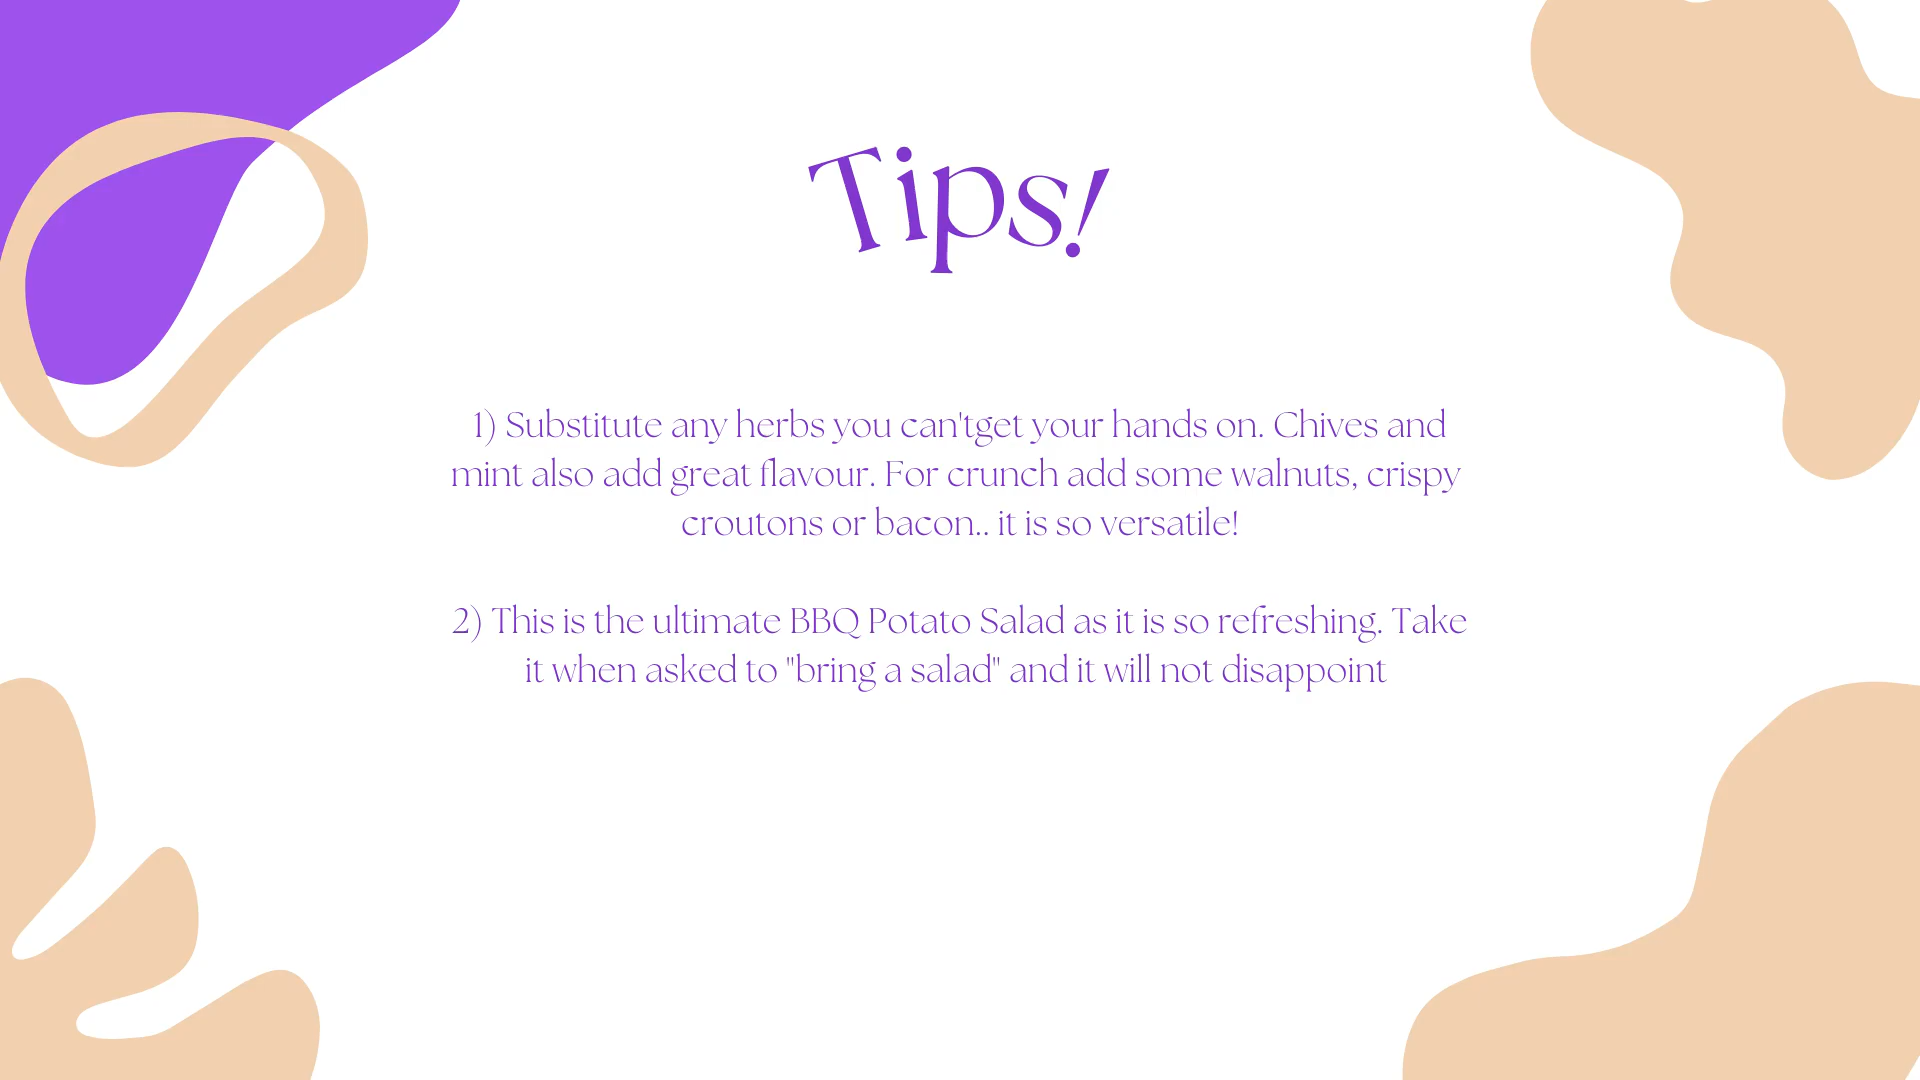 Tips!
1) Substitute any herbs you can'tget your hands on. Chives and
mint also add great flavour. For crunch add some walnuts, crispy
croutons or bacon.. it is so versatile!
2) This is the ultimate BBQ Potato Salad as it is so refreshing. Take
it when asked to "bring a salad" and it will not disappoint